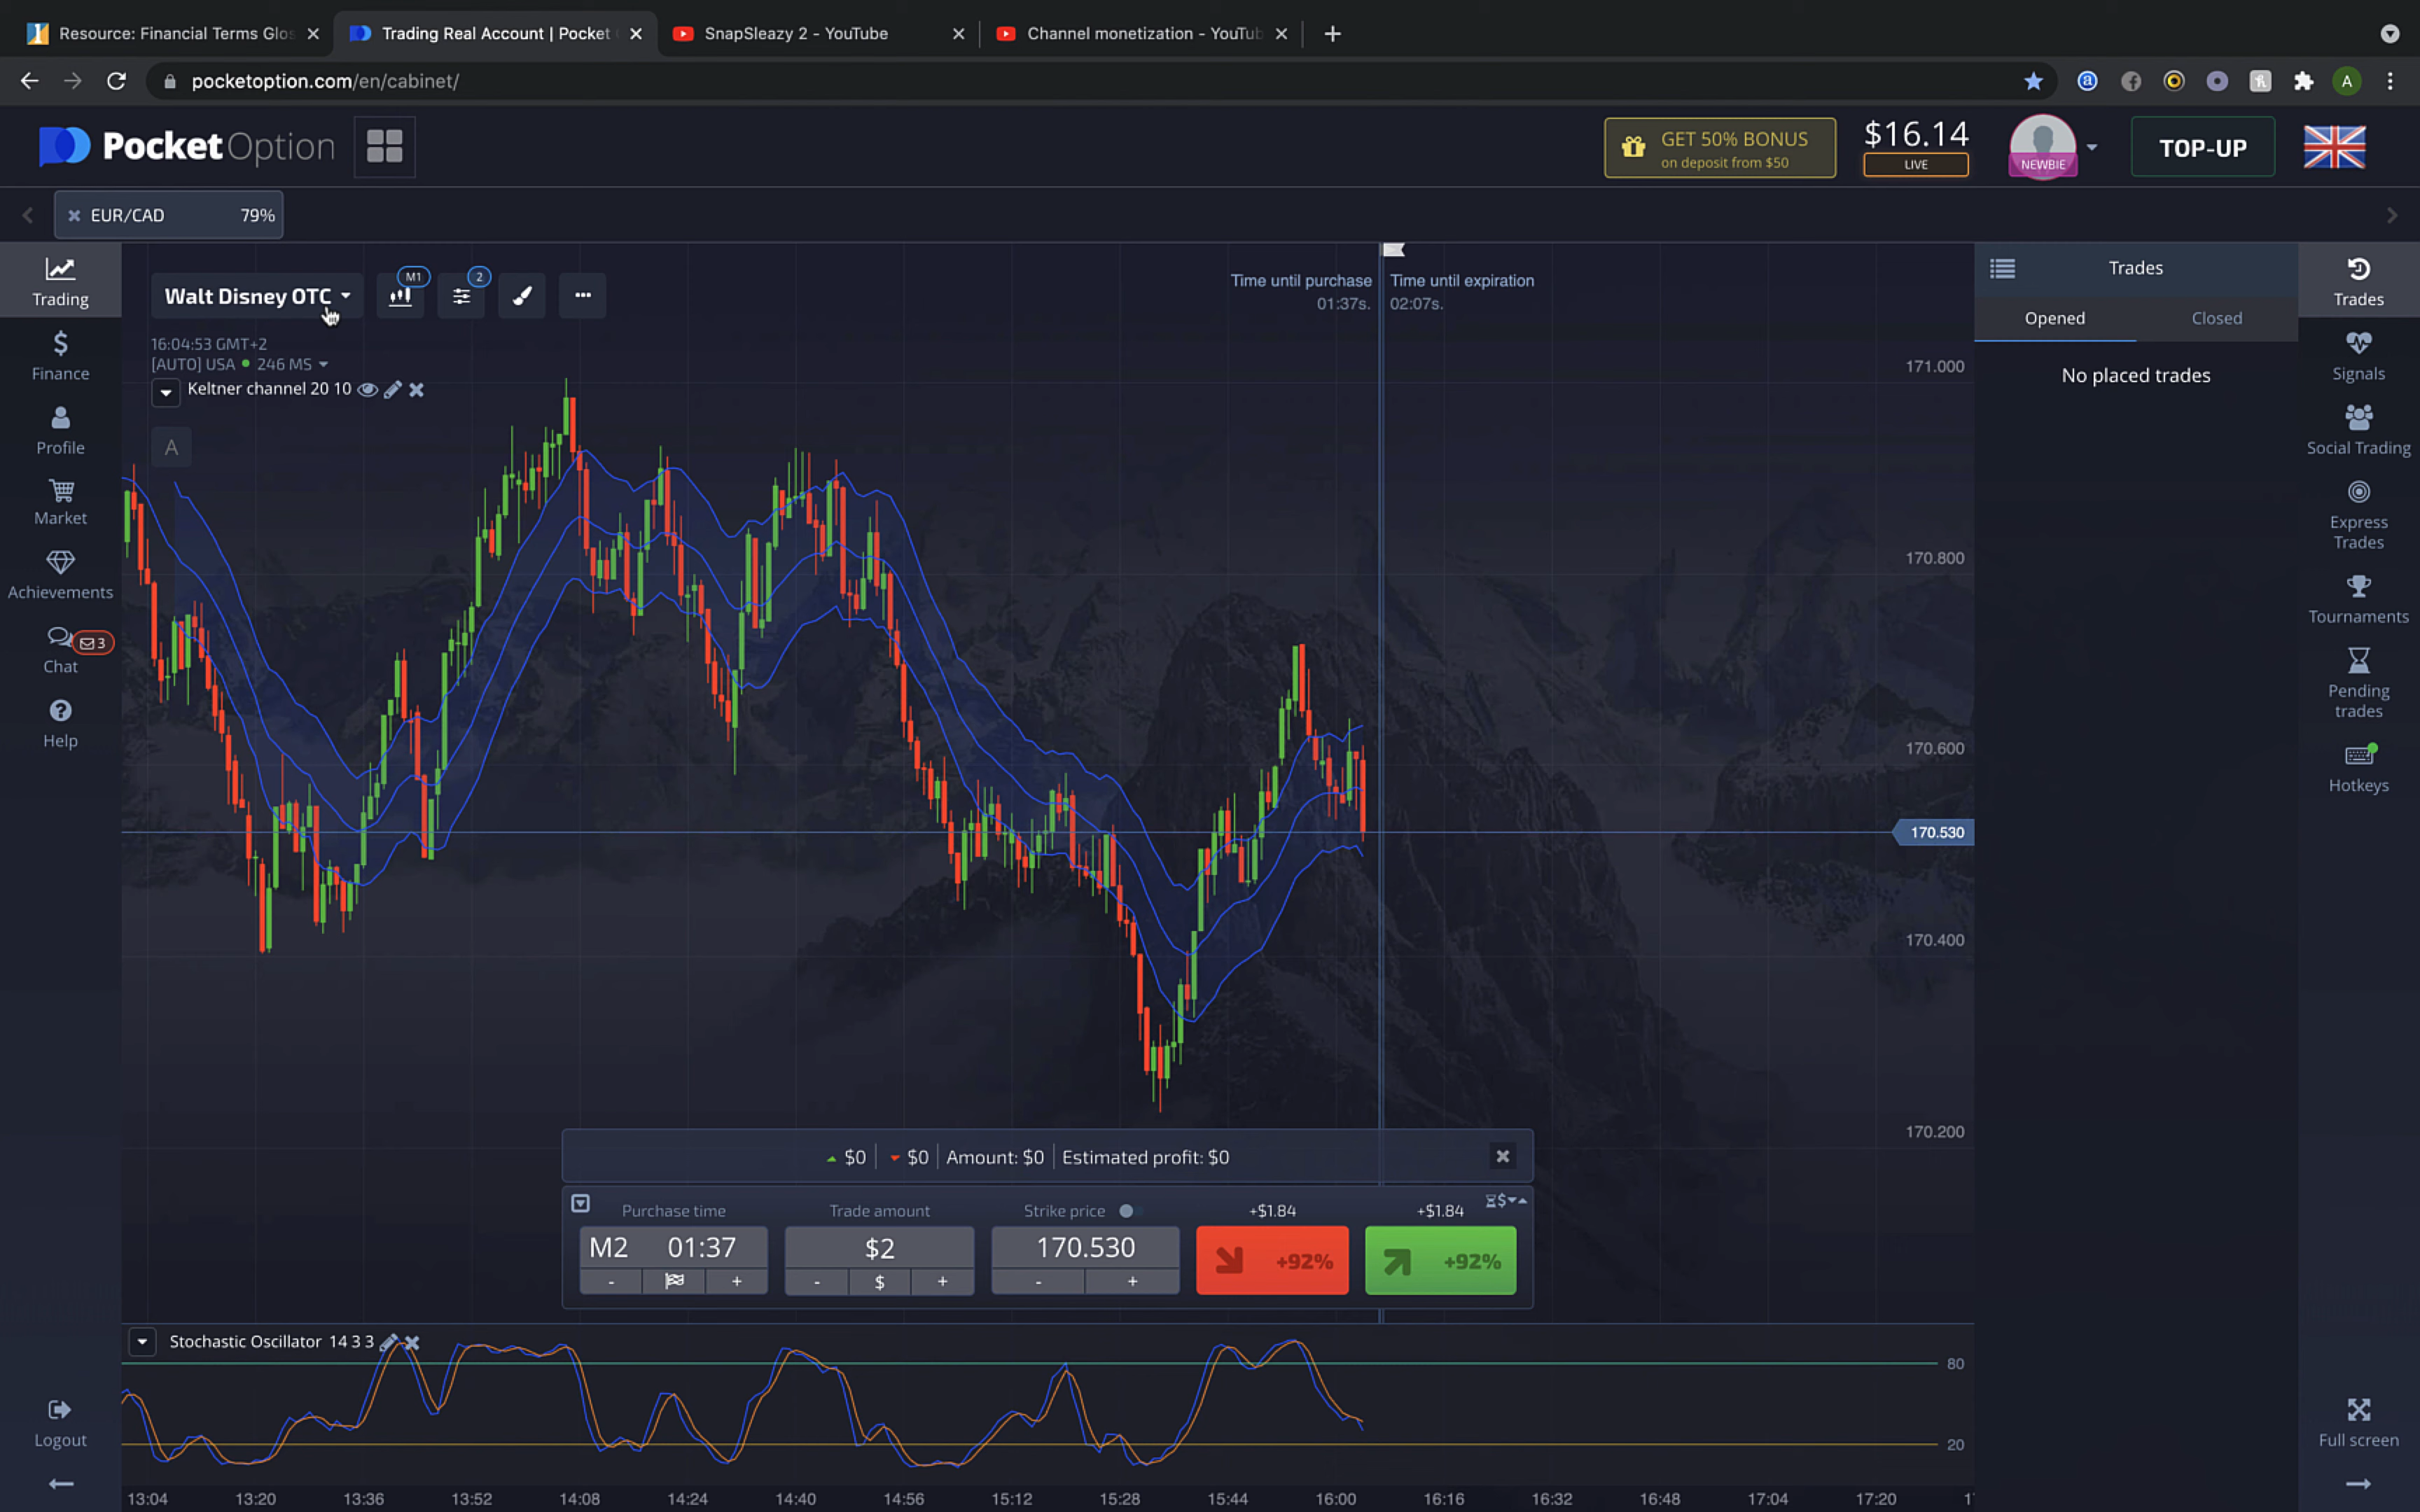 Resource: Financial Terms Glos
Trading Real Account | Pocket
SnapSleazy 2 - YouTube
Channel monetization - YouTub
pocketoption.com/en/cabinet/
A
PocketOption
GET 50% BONUS
on deposit from $50
$16.14
LIVE
NEWBIE
TOP-UP
EUR/CAD 79%
Trading
Finance
Profile
Market
Achievements
3
Chat
Help
Logout
Walt Disney OTC
M1
2
16:04:53 GMT+2
[AUTO] USA 246 MS
Keltner channel 20 10
A
Time until purchase
01:37s.
Time until expiration
02:07s.
171.000
170.800
170.600
170.530
170.400
170.200
$0 $0 Amount: $0 Estimated profit: $0
Purchase time
M2 01:37
- +
Trade amount
$2
- $ +
Strike price
170.530
- +
+$1.84
+92%
+$1.84
+92%
Stochastic Oscillator 14 3 3
80
20
13:04 13:20 13:36 13:52 14:08 14:24 14:40 14:56 15:12 15:28 15:44 16:00 16:16 16:32 16:48 17:04 17:20 1
Trades
Opened
Closed
No placed trades
Trades
Signals
Social Trading
Express
Trades
Tournaments
Pending
trades
Hotkeys
Full screen